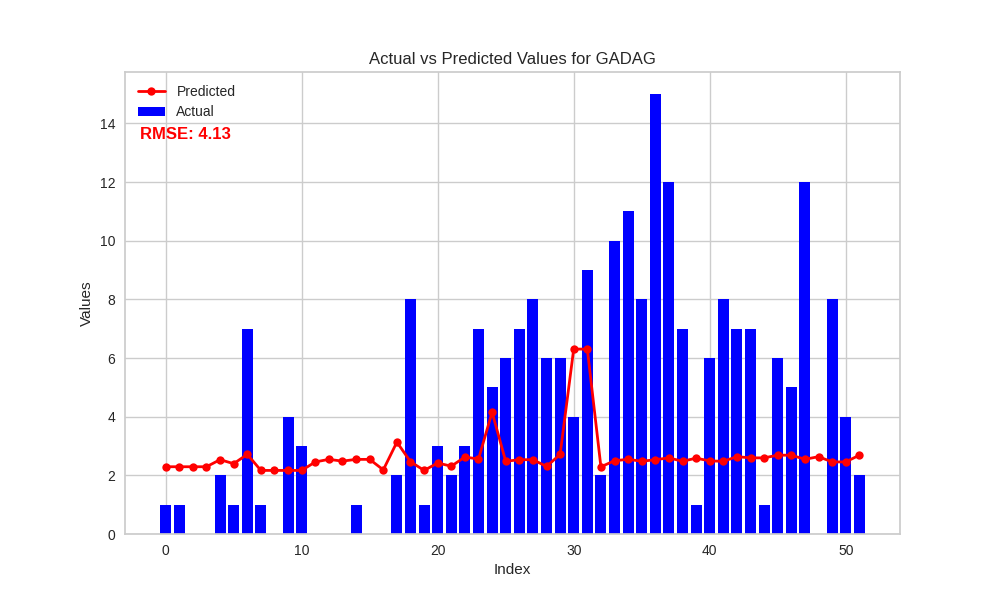 Actual vs Predicted Values for GADAG
Predicted
Actual
RMSE: 4.13
Values
14
12
10
8
6
4
2
0
0 10 20 30 40 50
Index